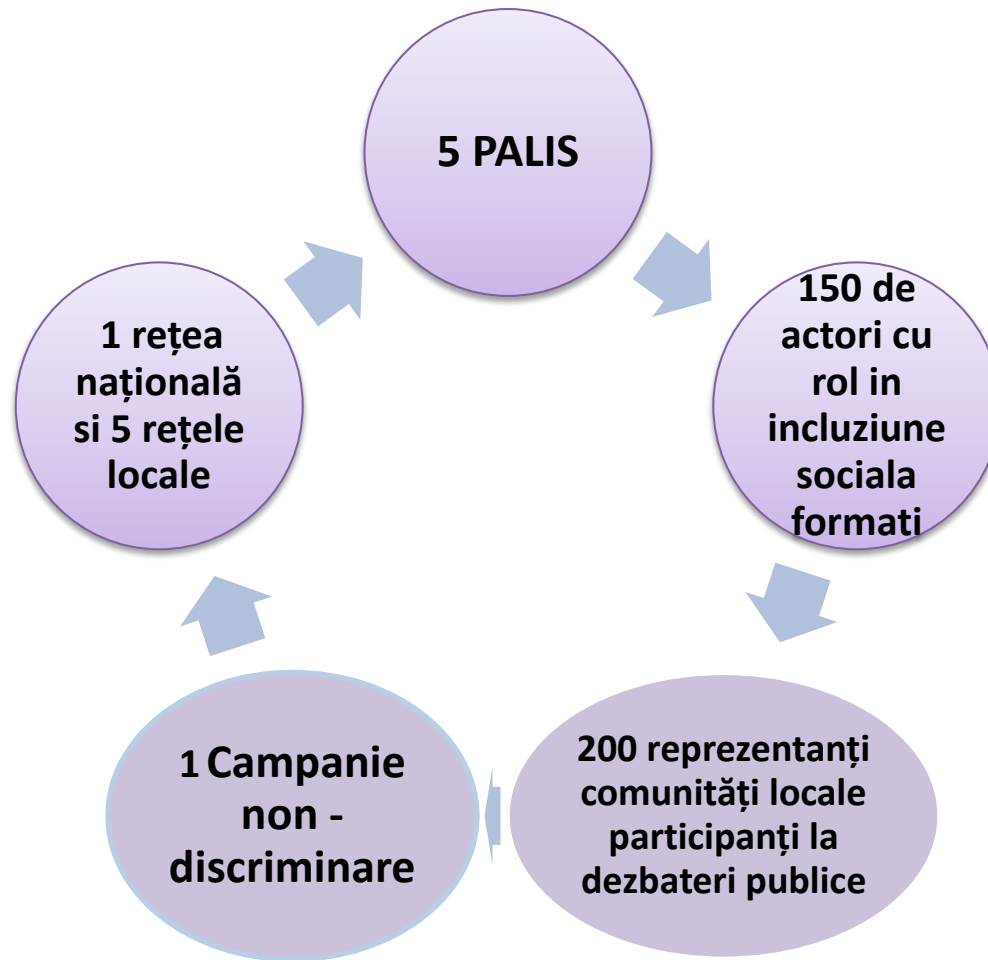 5 PALIS
150 de
actori cu
rol in
incluziune
sociala
formati
200 reprezentanți
comunități locale
participanți la
dezbateri publice
1 Campanie
non -
discriminare
1 rețea
națională
si 5 rețele
locale